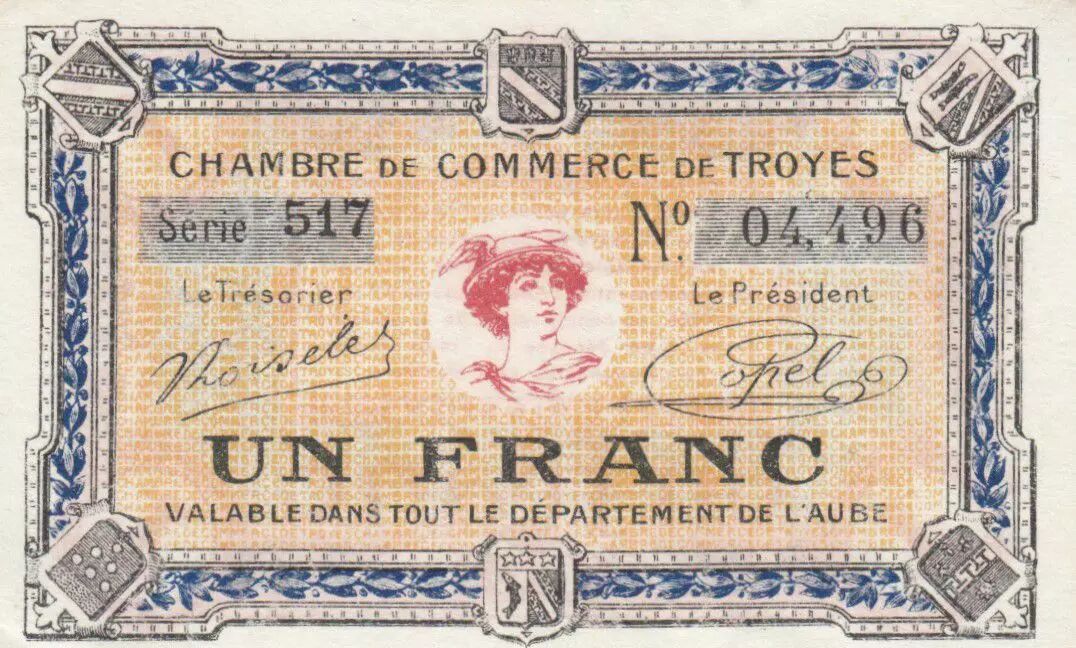 CHAMBRE DE COMMERCE DE TROYES
Série 517 Nº. 04,496
Le Trésorier Le Président
UN FRANC
VALABLE DANS TOUT LE DÉPARTEMENT DE L'AUBE